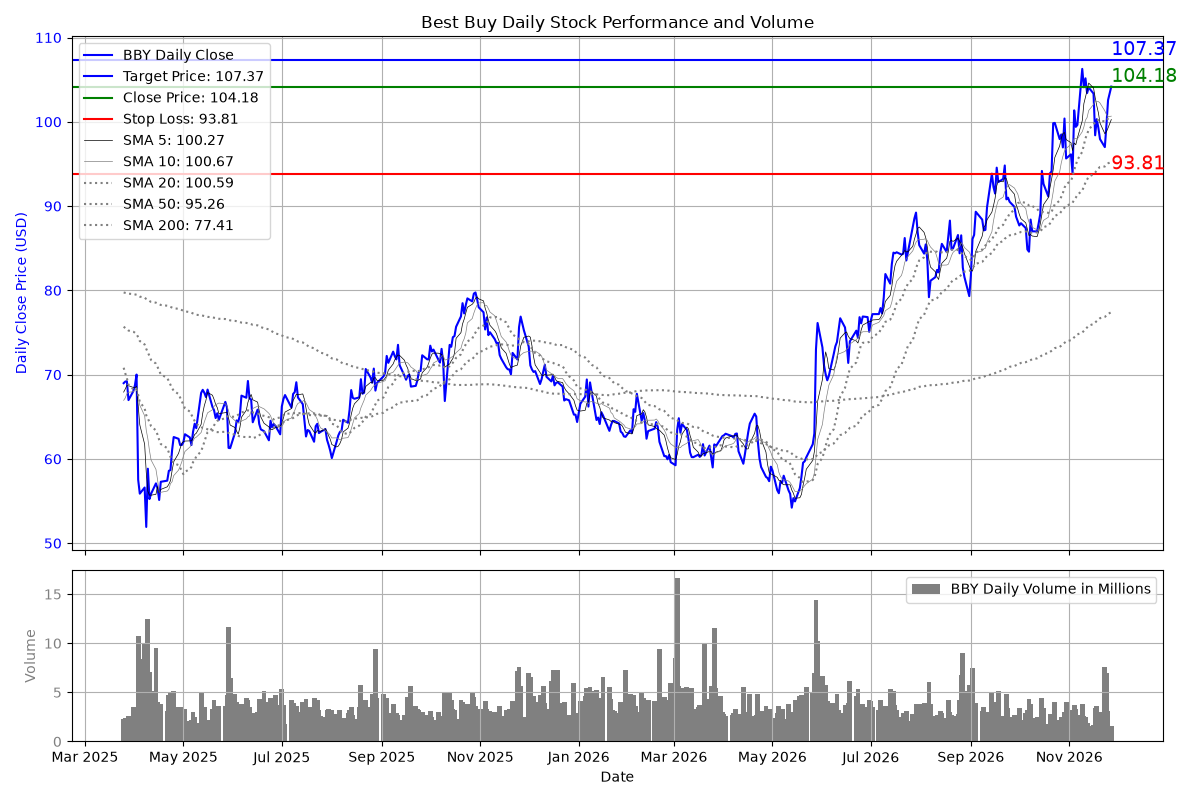 Best Buy Daily Stock Performance and Volume
110
100
90
80
70
60
50
Daily Close Price (USD)
BBY Daily Close
Target Price: 107.37
Close Price: 104.18
Stop Loss: 93.81
SMA 5: 100.27
SMA 10: 100.67
SMA 20: 100.59
SMA 50: 95.26
SMA 200: 77.41
107.37
104.18
93.81
15
10
5
0
Volume
BBY Daily Volume in Millions
Mar 2025 May 2025 Jul 2025 Sep 2025 Nov 2025 Jan 2026 Mar 2026 May 2026 Jul 2026 Sep 2026 Nov 2026
Date